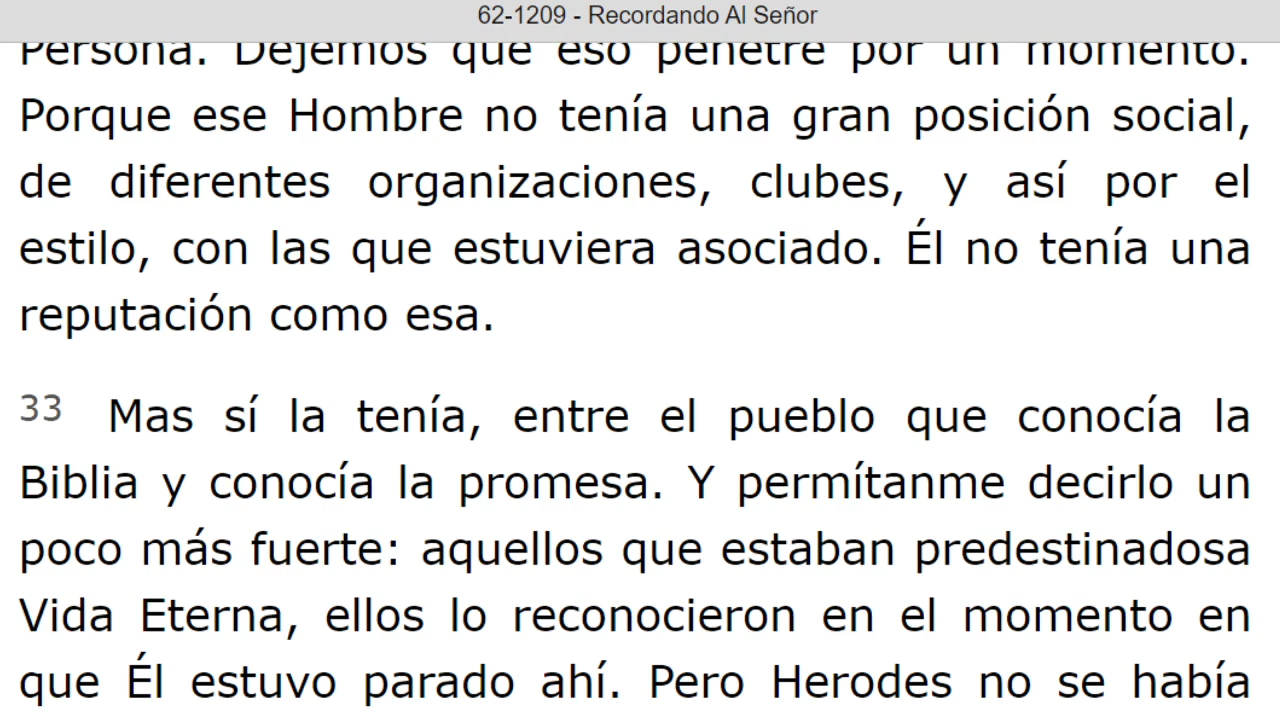 62-1209 - Recordando Al Señor
Persona. Dejemos que eso penetre por un momento.
Porque ese Hombre no tenía una gran posición social,
de diferentes organizaciones, clubes, y así por el
estilo, con las que estuviera asociado. Él no tenía una
reputación como esa.
33 Mas sí la tenía, entre el pueblo que conocía la
Biblia y conocía la promesa. Y permítanme decirlo un
poco más fuerte: aquellos que estaban predestinadosa
Vida Eterna, ellos lo reconocieron en el momento en
que Él estuvo parado ahí. Pero Herodes no se había